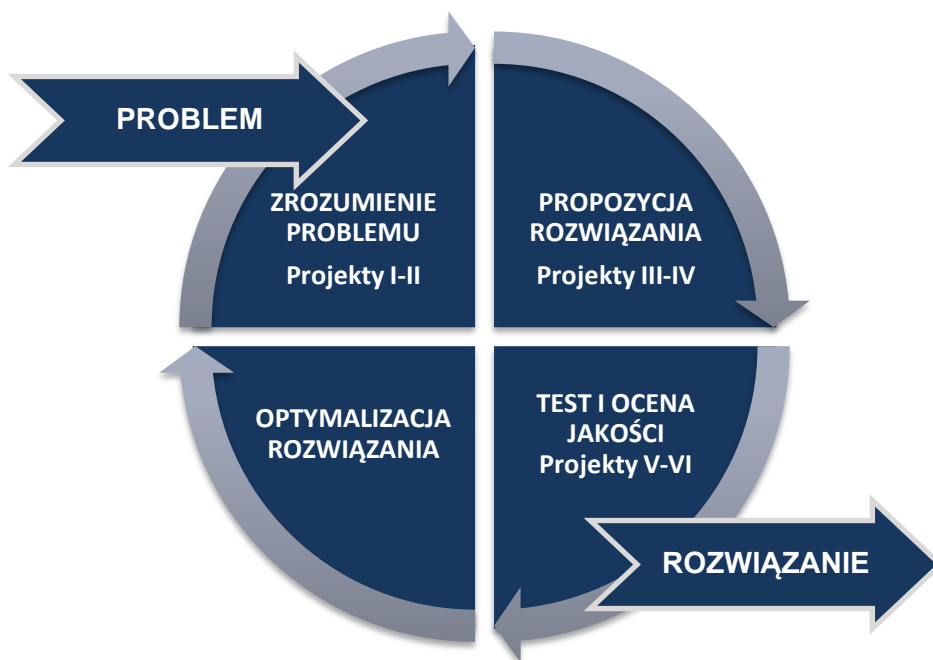 PROBLEM
ZROZUMIENIE
PROBLEMU
Projekty I-II
PROPOZYCJA
ROZWIĄZANIA
Projekty III-IV
OPTYMALIZACJA
ROZWIĄZANIA
TEST I OCENA
JAKOŚCI
Projekty V-VI
ROZWIĄZANIE